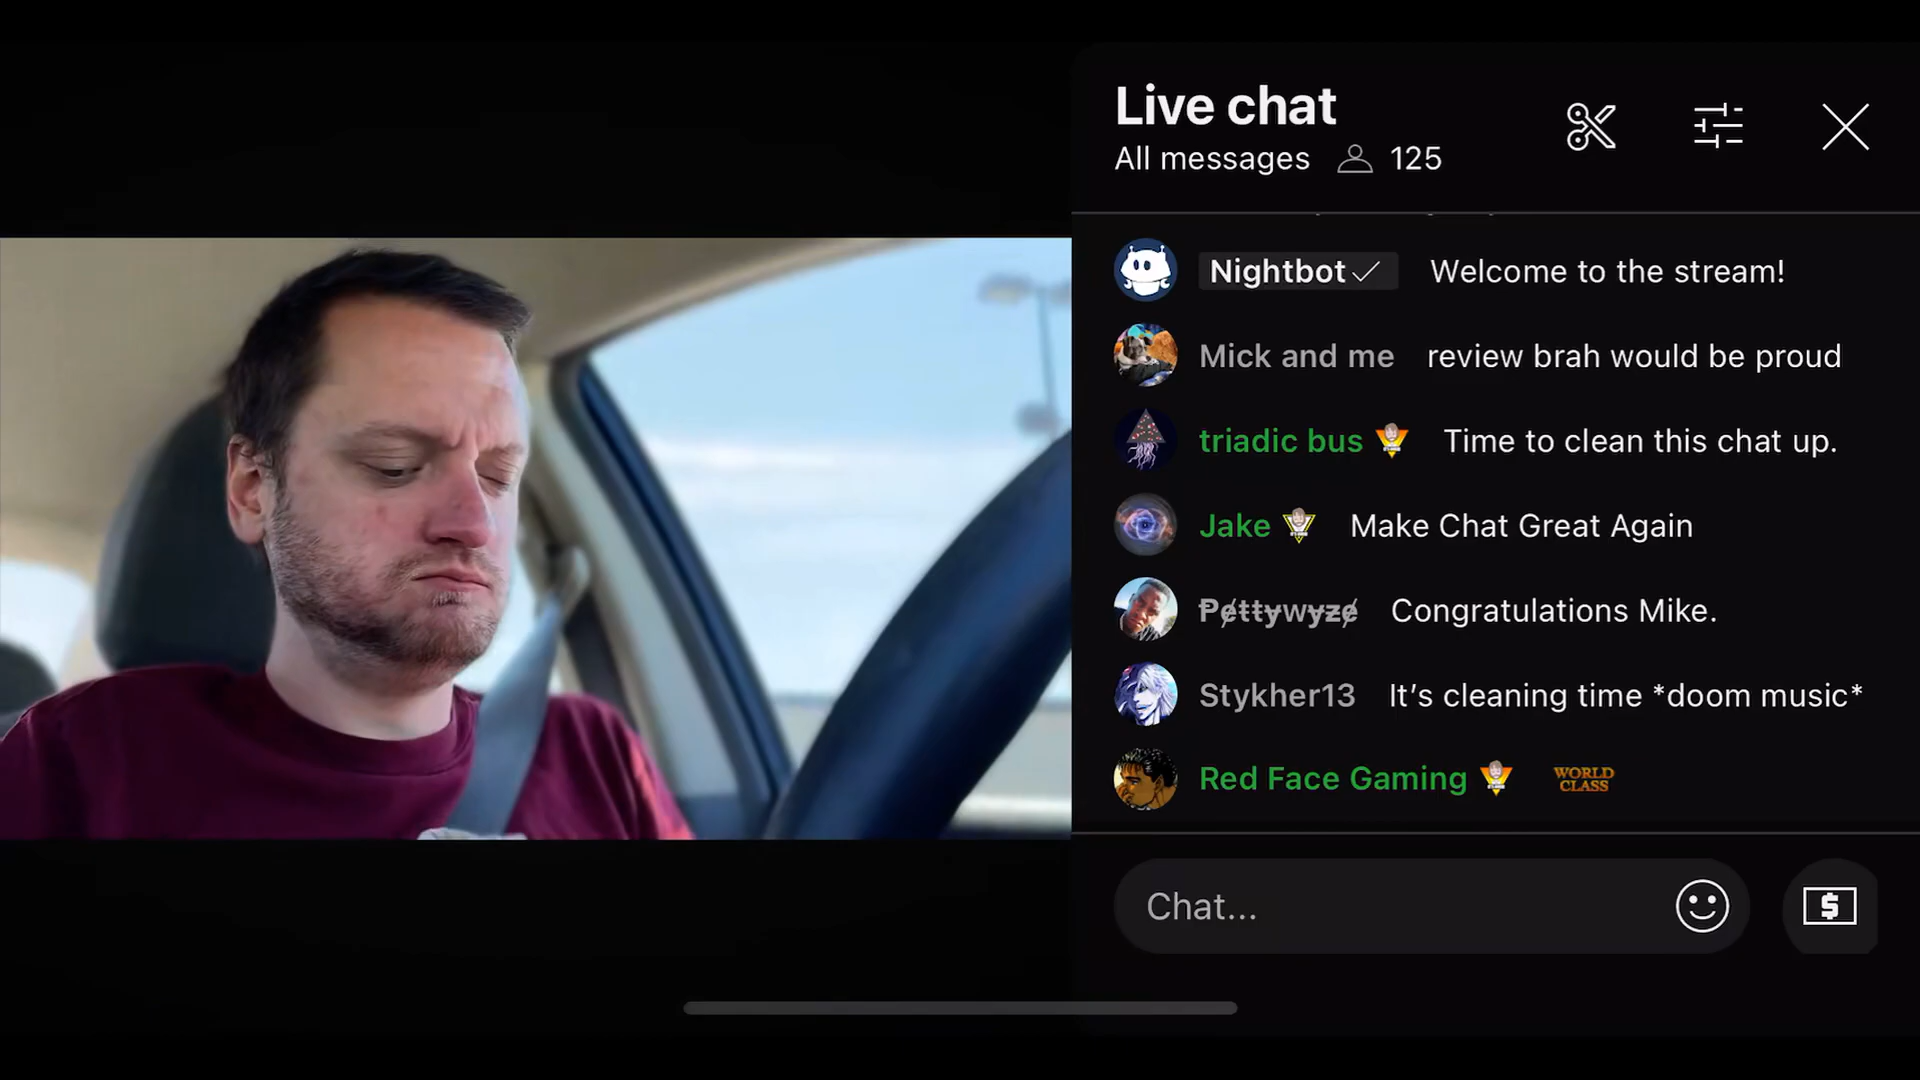 Live chat
All messages 125
Nightbot Welcome to the stream!
Mick and me review brah would be proud
triadic bus Time to clean this chat up.
Jake Make Chat Great Again
Ᵽɇŧŧɏwɏƶɇ Congratulations Mike.
Stykher13 It’s cleaning time *doom music*
Red Face Gaming WORLD CLASS
Chat...